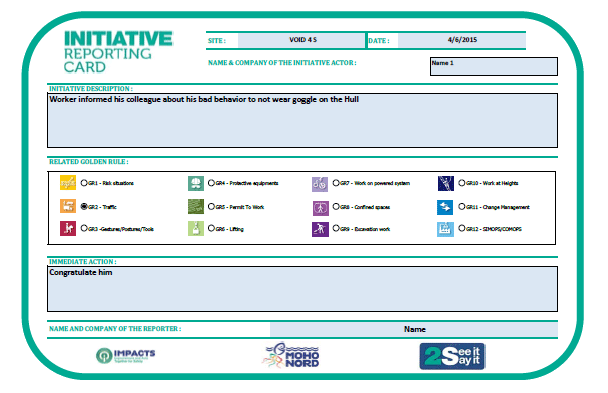 INITIATIVE
REPORTING
CARD
SITE : VOID 4 S DATE : 4/6/2015
NAME & COMPANY OF THE INITIATIVE ACTOR : Name 1
INITIATIVE DESCRIPTION :
Worker informed his colleague about his bad behavior to not wear goggle on the Hull
RELATED GOLDEN RULE :
GR1 - Risk situations GR4 - Protective equipments GR7 - Work on powered system GR10 - Work at Heights
GR2 - Traffic GR5 - Permit To Work GR8 - Confined spaces GR11 - Change Management
GR3 -Gestures/Postures/Tools GR6 - Lifting GR9 - Excavation work GR12 - SIMOPS/COMOPS
IMMEDIATE ACTION :
Congratulate him
NAME AND COMPANY OF THE REPORTER : Name
IMPACTS MOHO NORD 2 See it Say it